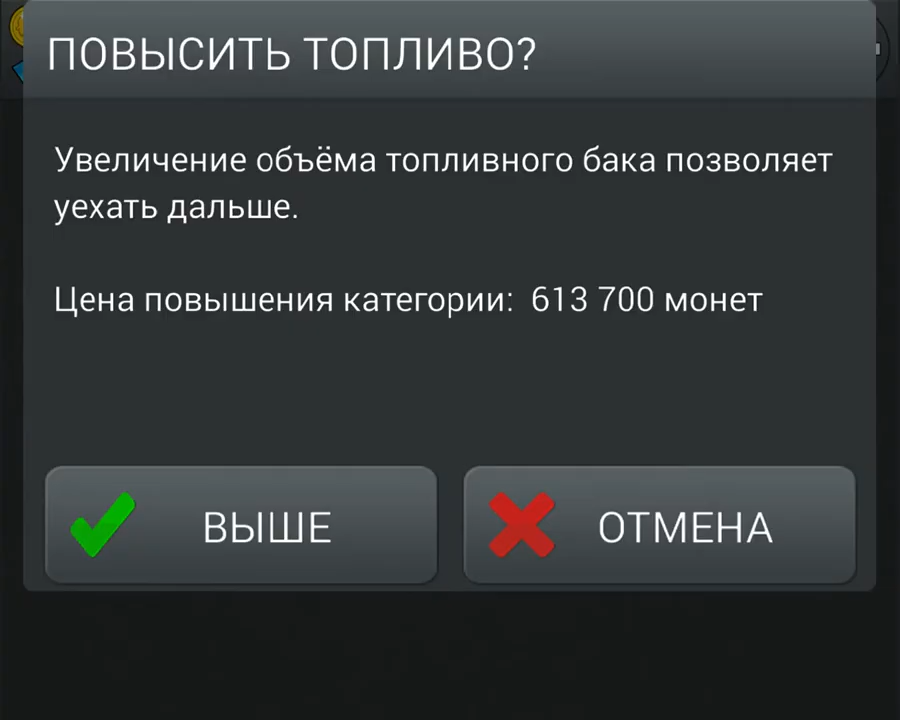 ПОВЫСИТЬ ТОПЛИВО?
Увеличение объёма топливного бака позволяет
уехать дальше.
Цена повышения категории: 613 700 монет
ВЫШЕ
ОТМЕНА